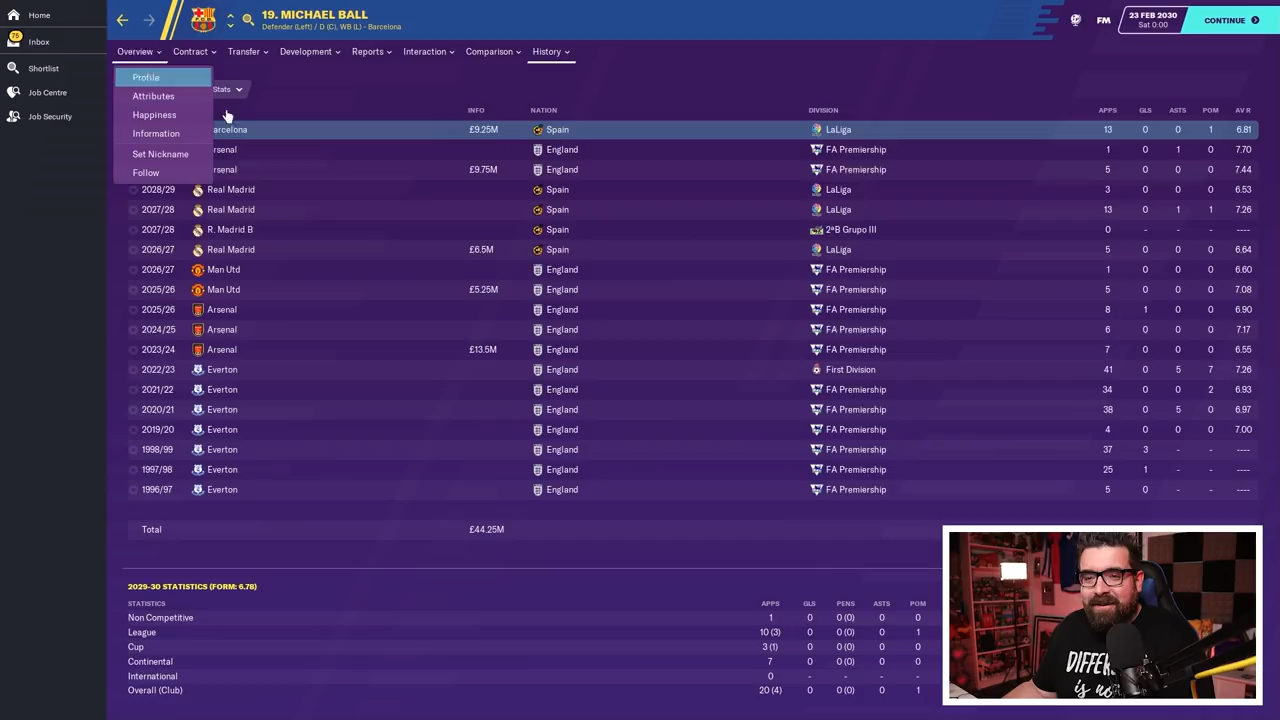 Home
75
Inbox
Shortlist
Job Centre
Job Security
19. MICHAEL BALL
Defender (Left) / D (C), WB (L) - Barcelona
FM
23 FEB 2030
Sat 0:00
CONTINUE
Overview Contract Transfer Development Reports Interaction Comparison History
Profile
Attributes
Happiness
Information
Set Nickname
Follow
Stats
INFO NATION DIVISION APPS GLS ASTS POM AV R
arcelona £9.25M Spain LaLiga 13 0 0 1 6.81
rsenal England FA Premiership 1 0 1 0 7.70
rsenal £9.75M England FA Premiership 5 0 0 0 7.44
2028/29 Real Madrid Spain LaLiga 3 0 0 0 6.53
2027/28 Real Madrid Spain LaLiga 13 0 1 1 7.26
2027/28 R. Madrid B Spain 2ªB Grupo III 0 - - - ----
2026/27 Real Madrid £6.5M Spain LaLiga 5 0 0 0 6.64
2026/27 Man Utd England FA Premiership 1 0 0 0 6.60
2025/26 Man Utd £5.25M England FA Premiership 5 0 0 0 7.08
2025/26 Arsenal England FA Premiership 8 1 0 0 6.90
2024/25 Arsenal England FA Premiership 6 0 0 0 7.17
2023/24 Arsenal £13.5M England FA Premiership 7 0 0 0 6.55
2022/23 Everton England First Division 41 0 5 7 7.26
2021/22 Everton England FA Premiership 34 0 0 2 6.93
2020/21 Everton England FA Premiership 38 0 5 0 6.97
2019/20 Everton England FA Premiership 4 0 0 0 7.00
1998/99 Everton England FA Premiership 37 3 - - ----
1997/98 Everton England FA Premiership 25 1 - - ----
1996/97 Everton England FA Premiership 5 0 - - ----
Total £44.25M
2029-30 STATISTICS (FORM: 6.78)
STATISTICS APPS GLS PENS ASTS POM
Non Competitive 1 0 0 (0) 0 0
League 10 (3) 0 0 (0) 0 1
Cup 3 (1) 0 0 (0) 0 0
Continental 7 0 0 (0) 0 0
International 0 - - - -
Overall (Club) 20 (4) 0 0 (0) 0 1
DIFFER
is no